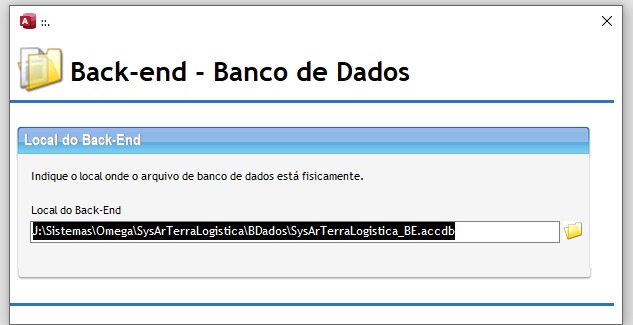 ::.
Back-end - Banco de Dados
Local do Back-End
Indique o local onde o arquivo de banco de dados está fisicamente.
Local do Back-End
J:\Sistemas\Omega\SysArTerraLogistica\BDados\SysArTerraLogistica_BE.accdb